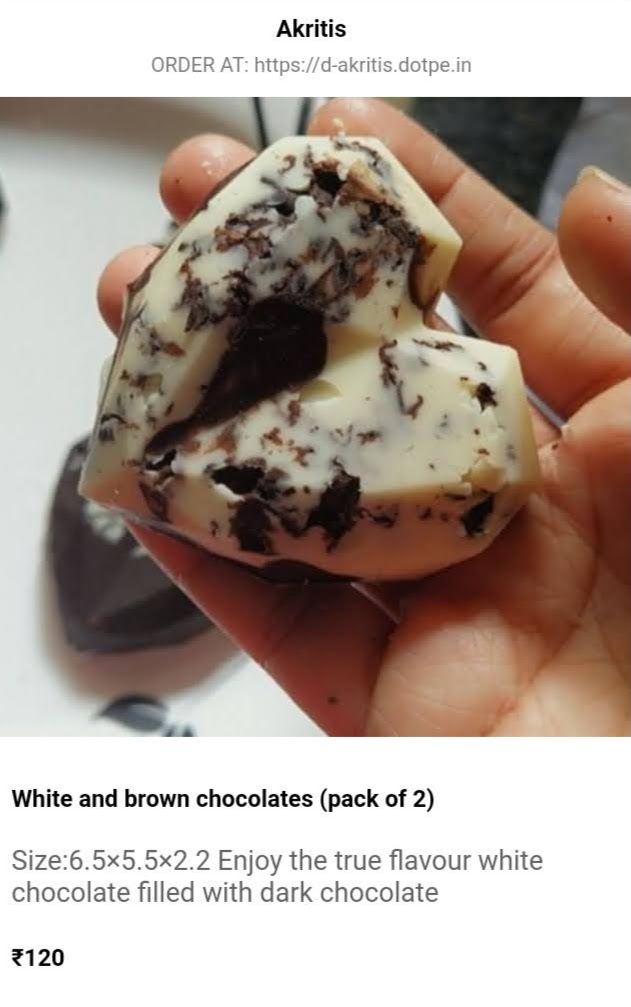 Akritis
ORDER AT: https://d-akritis.dotpe.in
White and brown chocolates (pack of 2)
Size:6.5×5.5×2.2 Enjoy the true flavour white
chocolate filled with dark chocolate
₹120